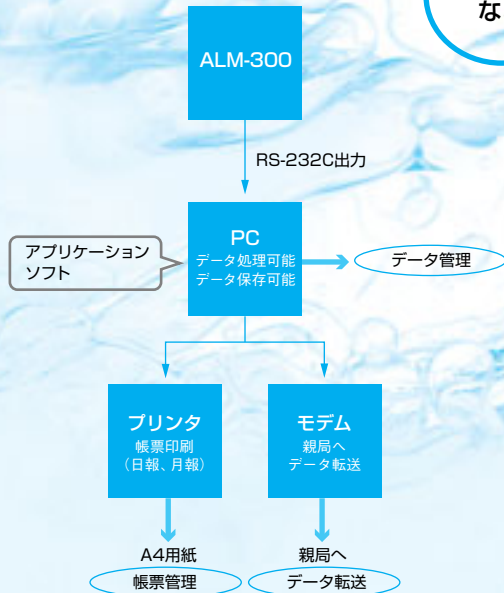 な
ALM-300
RS-232C出力
アプリケーション
ソフト
PC
データ処理可能
データ保存可能
データ管理
プリンタ
帳票印刷
（日報、月報）
モデム
親局へ
データ転送
A4用紙
帳票管理
親局へ
データ転送